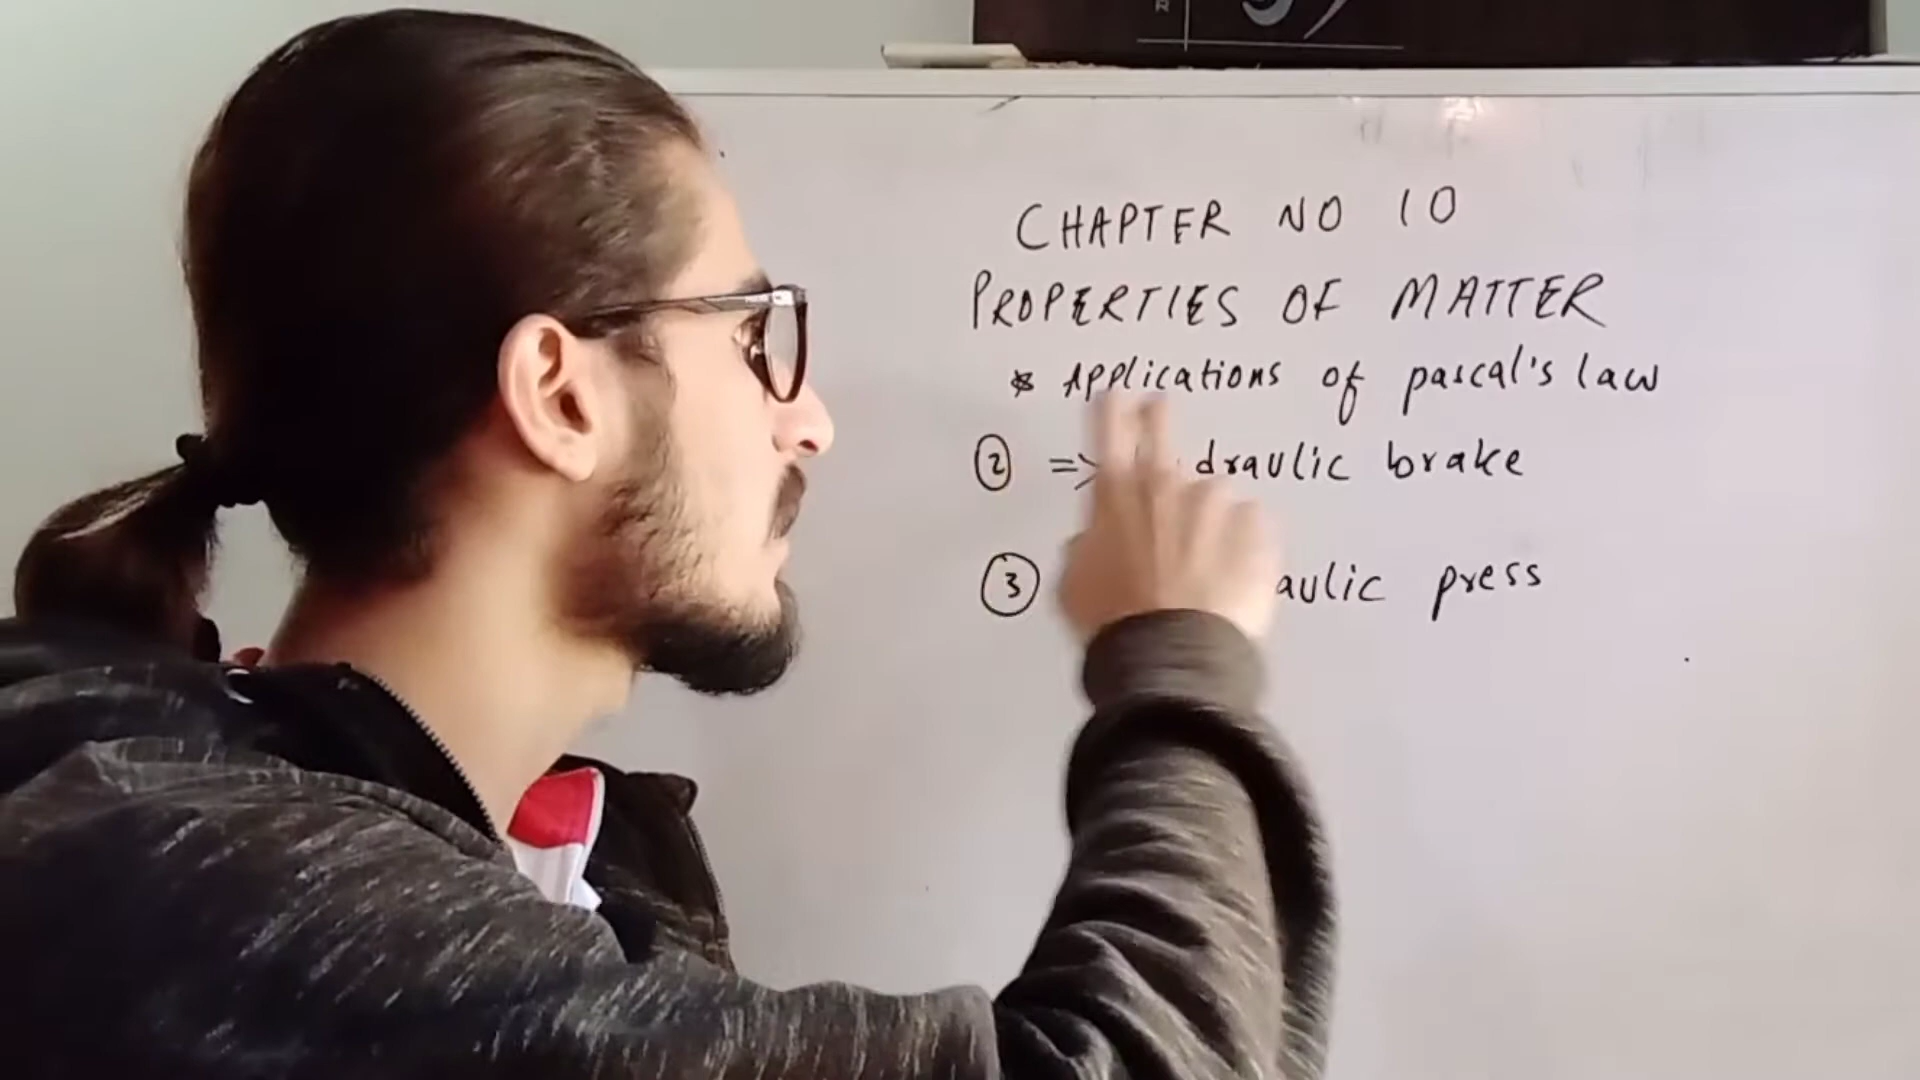 CHAPTER NO 10
PROPERTIES OF MATTER
* Applications of pascal's law
② => draulic brake
③ aulic press